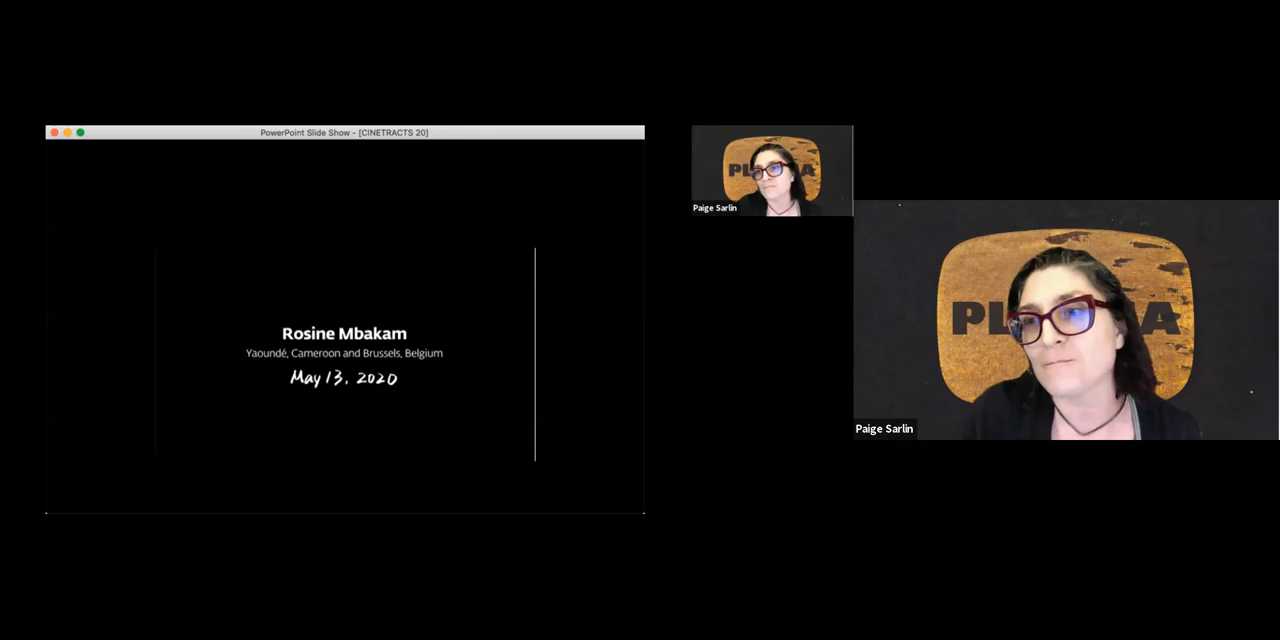 PowerPoint Slide Show - [CINETRACTS 20]
Rosine Mbakam
Yaoundé, Cameroon and Brussels, Belgium
May 13, 2020
Paige Sarlin
Paige Sarlin